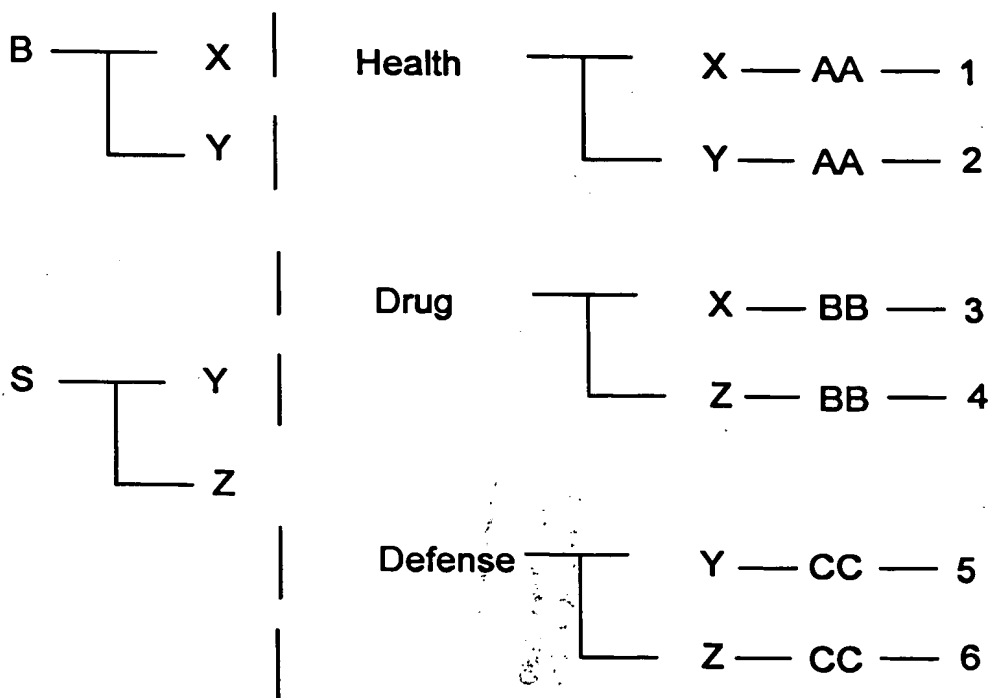 B X
Y
S Y
Z
Health X AA 1
Y AA 2
Drug X BB 3
Z BB 4
Defense Y CC 5
Z CC 6